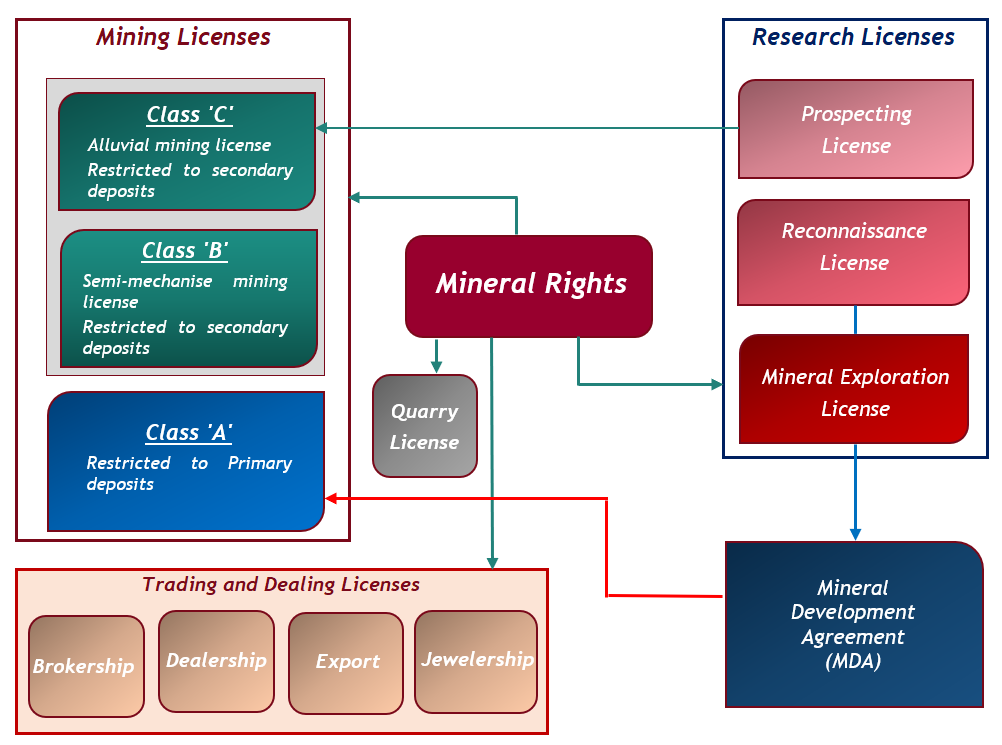 Mining Licenses
Class 'C'
Alluvial mining license
Restricted to secondary
deposits
Class 'B'
Semi-mechanise mining
license
Restricted to secondary
deposits
Class 'A'
Restricted to Primary
deposits
Mineral Rights
Quarry
License
Research Licenses
Prospecting
License
Reconnaissance
License
Mineral Exploration
License
Mineral
Development
Agreement
(MDA)
Trading and Dealing Licenses
Brokership
Dealership
Export
Jewelership